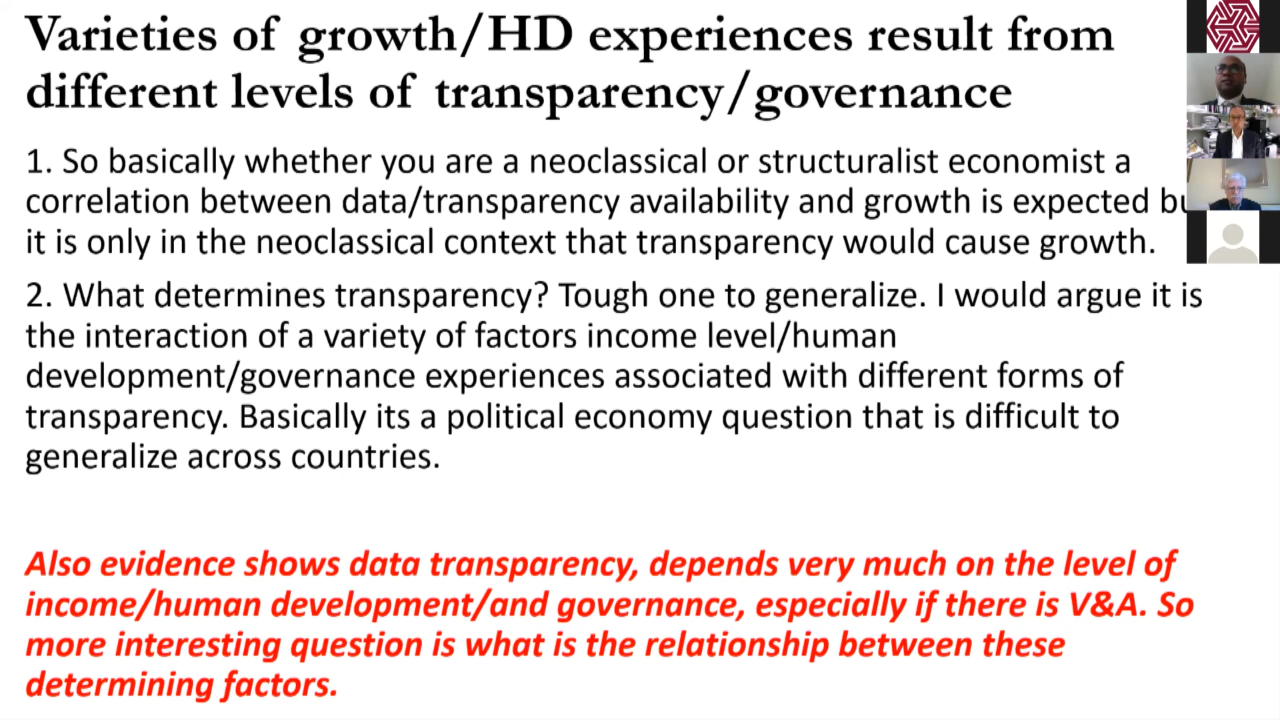 Varieties of growth/HD experiences result from
different levels of transparency/governance
1. So basically whether you are a neoclassical or structuralist economist a
correlation between data/transparency availability and growth is expected bu
it is only in the neoclassical context that transparency would cause growth.
2. What determines transparency? Tough one to generalize. I would argue it is
the interaction of a variety of factors income level/human
development/governance experiences associated with different forms of
transparency. Basically its a political economy question that is difficult to
generalize across countries.
Also evidence shows data transparency, depends very much on the level of
income/human development/and governance, especially if there is V&A. So
more interesting question is what is the relationship between these
determining factors.